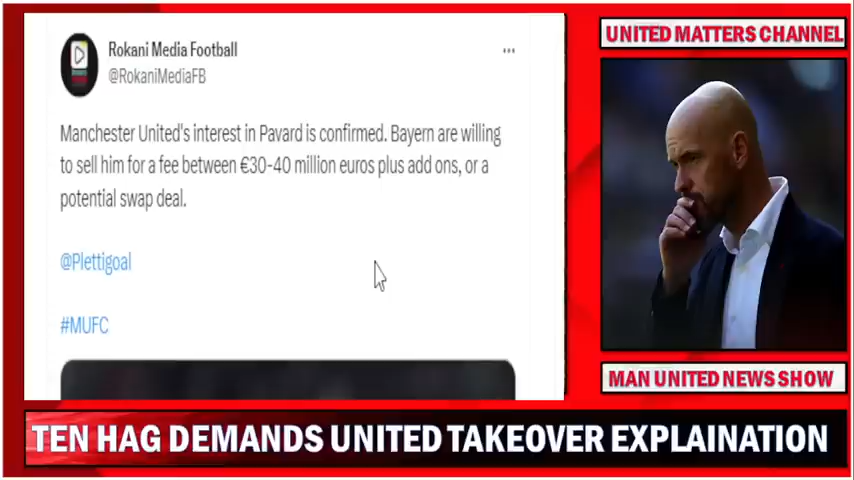 Rokani Media Football
@RokaniMediaFB
Manchester United's interest in Pavard is confirmed. Bayern are willing
to sell him for a fee between €30-40 million euros plus add ons, or a
potential swap deal.
@Plettigoal
#MUFC
UNITED MATTERS CHANNEL
MAN UNITED NEWS SHOW
TEN HAG DEMANDS UNITED TAKEOVER EXPLAINATION